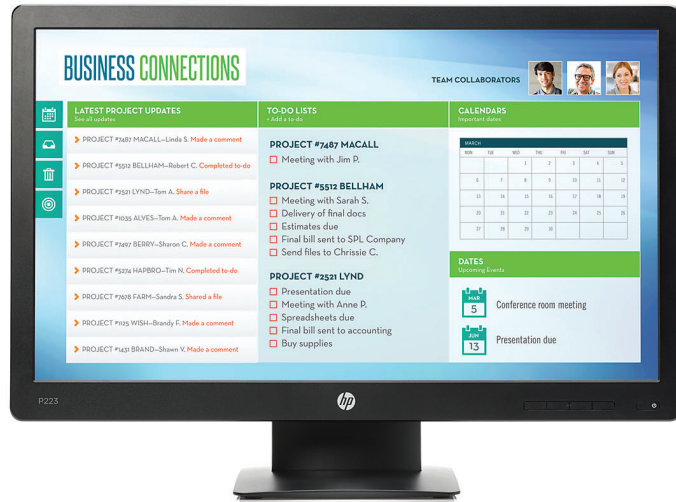 BUSINESS CONNECTIONS
TEAM COLLABORATORS
LATEST PROJECT UPDATES
See all updates
PROJECT #7487 MACALL–Linda S. Made a comment
PROJECT #5512 BELLHAM–Robert C. Completed to-do
PROJECT #2521 LYND–Tom A. Share a file
PROJECT #1035 ALVES–Tom A. Made a comment
PROJECT #7497 BERRY–Sharon C. Made a comment
PROJECT #5274 HAPBRO–Tim N. Completed to-do
PROJECT #7678 FARM–Sandra S. Shared a file
PROJECT #1125 WISH–Brandy F. Made a comment
PROJECT #1431 BRAND–Shawn V. Made a comment
TO-DO LISTS
+ Add a to-do
PROJECT #7487 MACALL
Meeting with Jim P.
PROJECT #5512 BELLHAM
Meeting with Sarah S.
Delivery of final docs
Estimates due
Final bill sent to SPL Company
Send files to Chrissie C.
PROJECT #2521 LYND
Presentation due
Meeting with Anne P.
Spreadsheets due
Final bill sent to accounting
Buy supplies
CALENDARS
Important dates
MARCH
MON TUE WED THU FRI SAT SUN
1 2 3 4 5
6 7 8 9 10 11 12
13 14 15 16 17 18 19
20 21 22 23 24 25 26
27 28 29 30
DATES
Upcoming Events
MAR
5
Conference room meeting
JUN
13
Presentation due
P223
hp